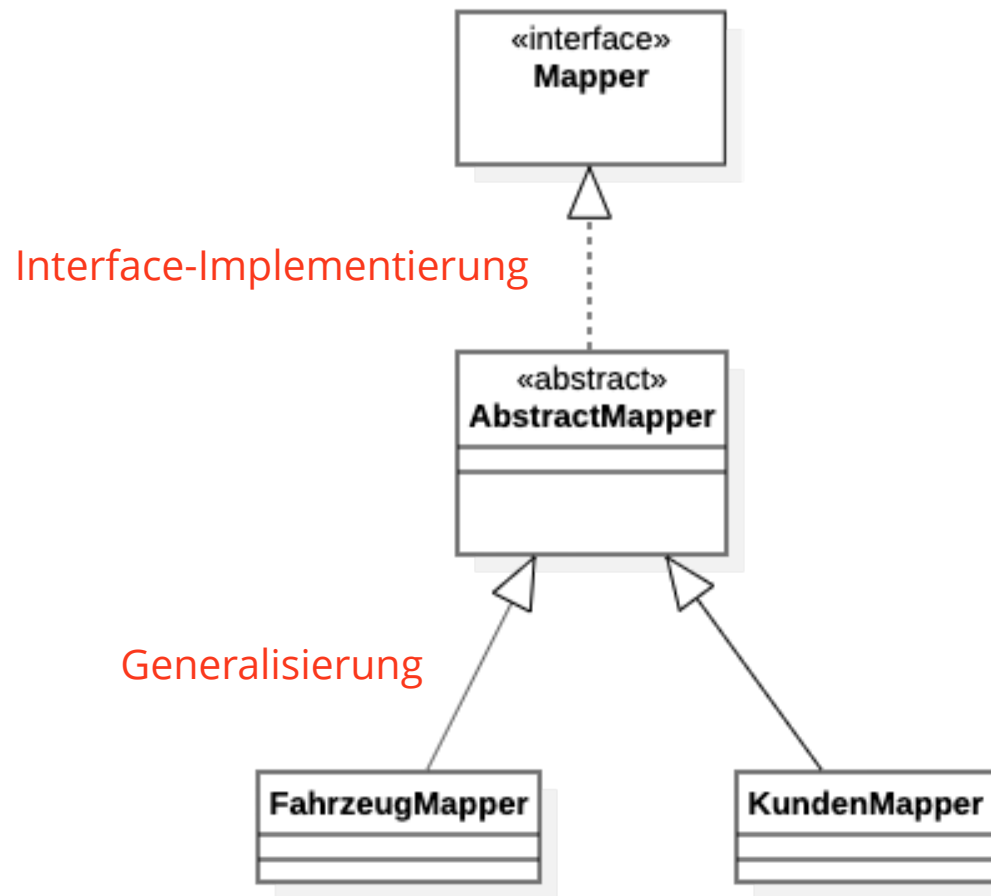 «interface»
Mapper
Interface-Implementierung
«abstract»
AbstractMapper
Generalisierung
FahrzeugMapper
KundenMapper